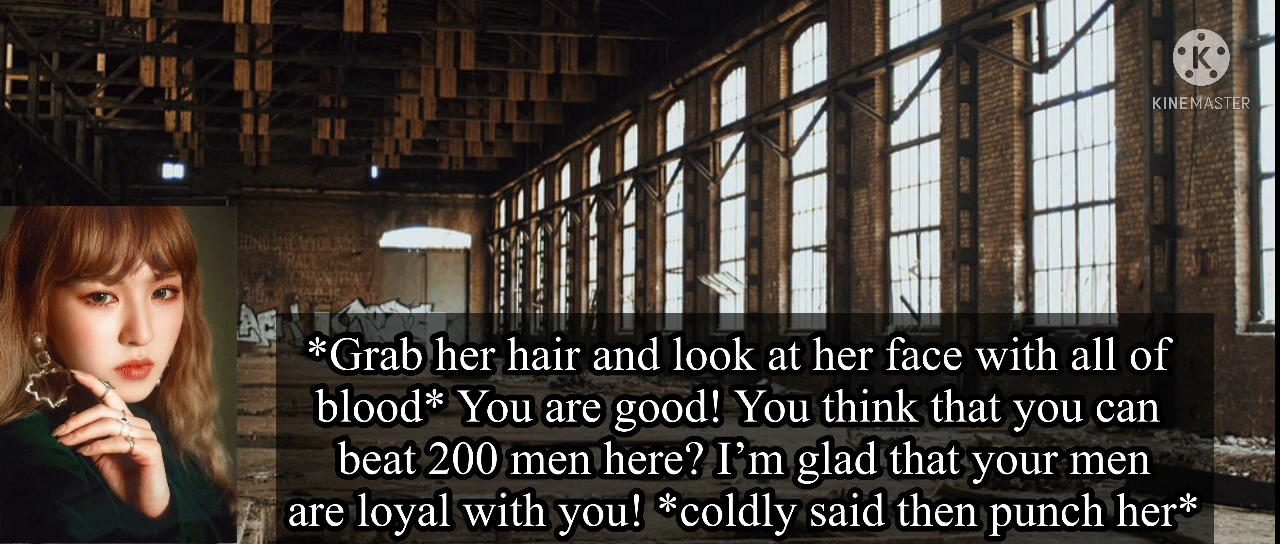 K
KINEMASTER
*Grab her hair and look at her face with all of
blood* You are good! You think that you can
beat 200 men here? I’m glad that your men
are loyal with you! *coldly said then punch her*